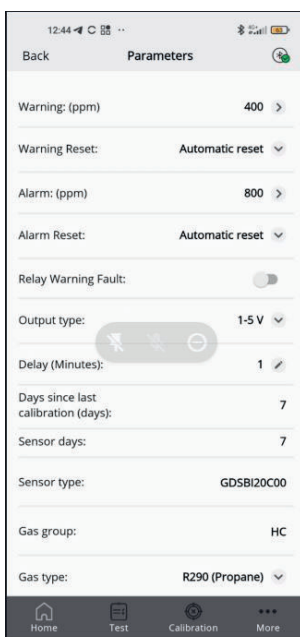 12:44
Back Parameters
Warning: (ppm) 400
Warning Reset: Automatic reset
Alarm: (ppm) 800
Alarm Reset: Automatic reset
Relay Warning Fault:
Output type: 1-5 V
Delay (Minutes): 1
Days since last
calibration (days): 7
Sensor days: 7
Sensor type: GDSBI20C00
Gas group: HC
Gas type: R290 (Propane)
Home Test Calibration More